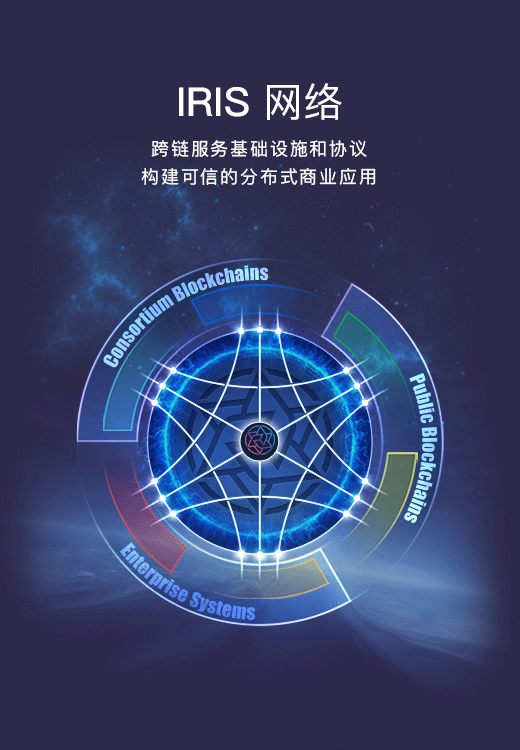 IRIS 网络
跨链服务基础设施和协议
构建可信的分布式商业应用
Consortium Blockchains
Public Blockchains
Enterprise Systems